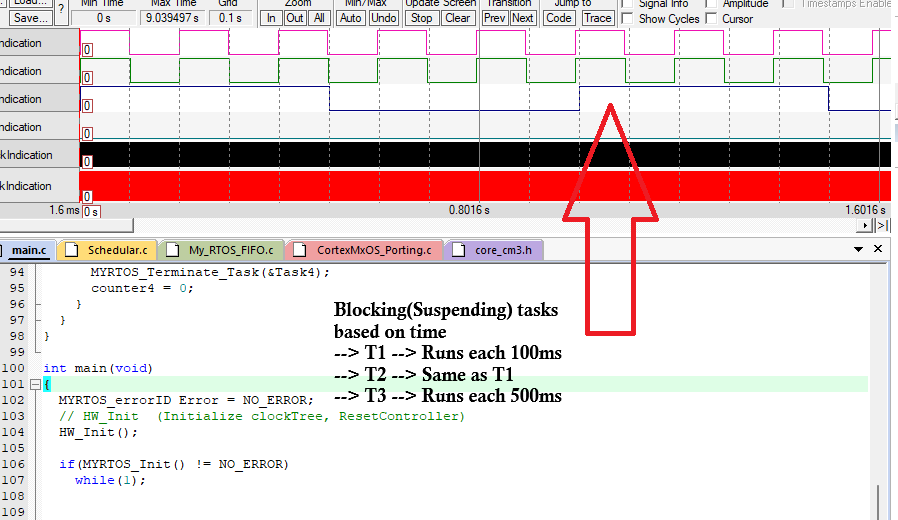 Load... Min Time Max Time Grid Zoom Min/Max Update Screen Transition Jump to Signal Info Amplitude Timestamps Enable
Save... ? 0 s 9.039497 s 0.1 s In Out All Auto Undo Stop Clear Prev Next Code Trace Show Cycles Cursor
ndication 0
ndication 0
ndication 0
ndication 0
kIndication 0
kIndication 0
1.6 ms 0 s 0.8016 s 1.6016 s
main.c Schedular.c My_RTOS_FIFO.c CortexMxOS_Porting.c core_cm3.h
94 MYRTOS_Terminate_Task(&Task4);
95 counter4 = 0;
96 }
97 }
98 }
99
100 int main(void)
101 {
102 MYRTOS_errorID Error = NO_ERROR;
103 // HW_Init (Initialize clockTree, ResetController)
104 HW_Init();
105
106 if(MYRTOS_Init() != NO_ERROR)
107 while(1);
108
109
Blocking(Suspending) tasks
based on time
--> T1 --> Runs each 100ms
--> T2 --> Same as T1
--> T3 --> Runs each 500ms